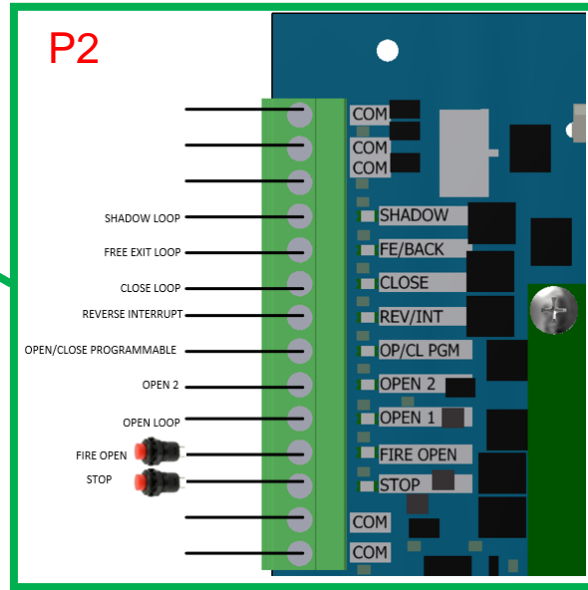 P2
COM
COM
COM
SHADOW LOOP SHADOW
FREE EXIT LOOP FE/BACK
CLOSE LOOP CLOSE
REVERSE INTERRUPT REV/INT
OPEN/CLOSE PROGRAMMABLE OP/CL PGM
OPEN 2 OPEN 2
OPEN LOOP OPEN 1
FIRE OPEN FIRE OPEN
STOP STOP
COM
COM